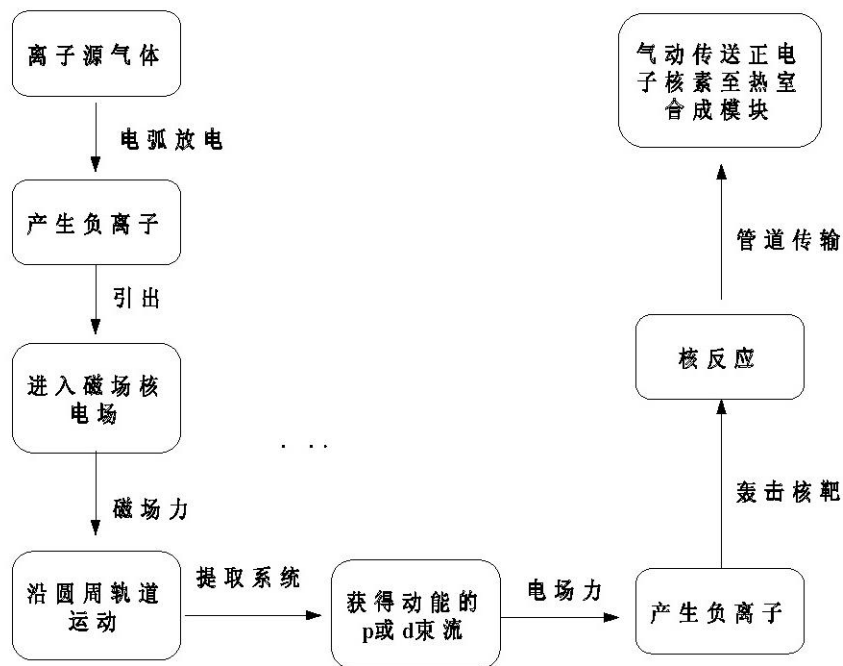 离子源气体
电弧放电
产生负离子
引出
进入磁场核
电场
磁场力
沿圆周轨道
运动
提取系统
获得动能的
p或d束流
电场力
产生负离子
轰击核靶
核反应
管道传输
气动传送正电
子核素至热室
合成模块